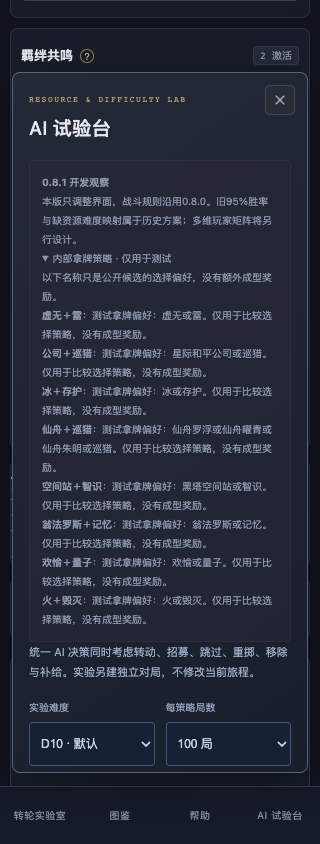 羁绊共鸣 ?
2 激活
RESOURCE & DIFFICULTY LAB
AI 试验台
×
0.8.1 开发观察
本版只调整界面，战斗规则沿用0.8.0。旧95%胜率
与缺资源难度映射属于历史方案；多维玩家矩阵将另
行设计。
▼ 内部拿牌策略 · 仅用于测试
以下名称只是公开候选的选择偏好，没有额外成型奖
励。
虚无＋雷：测试拿牌偏好：虚无或雷。仅用于比较选
择策略，没有成型奖励。
公司＋巡猎：测试拿牌偏好：星际和平公司或巡猎。
仅用于比较选择策略，没有成型奖励。
冰＋存护：测试拿牌偏好：冰或存护。仅用于比较选
择策略，没有成型奖励。
仙舟＋巡猎：测试拿牌偏好：仙舟罗浮或仙舟曜青或
仙舟朱明或巡猎。仅用于比较选择策略，没有成型奖
励。
空间站＋智识：测试拿牌偏好：黑塔空间站或智识。
仅用于比较选择策略，没有成型奖励。
翁法罗斯＋记忆：测试拿牌偏好：翁法罗斯或记忆。
仅用于比较选择策略，没有成型奖励。
欢愉＋量子：测试拿牌偏好：欢愉或量子。仅用于比
较选择策略，没有成型奖励。
火＋毁灭：测试拿牌偏好：火或毁灭。仅用于比较选
择策略，没有成型奖励。
统一 AI 决策同时考虑转动、招募、跳过、重掷、移除
与补给。实验另建独立对局，不修改当前旅程。
实验难度
每策略局数
D10 · 默认
100 局
转轮实验室
图鉴
帮助
AI 试验台